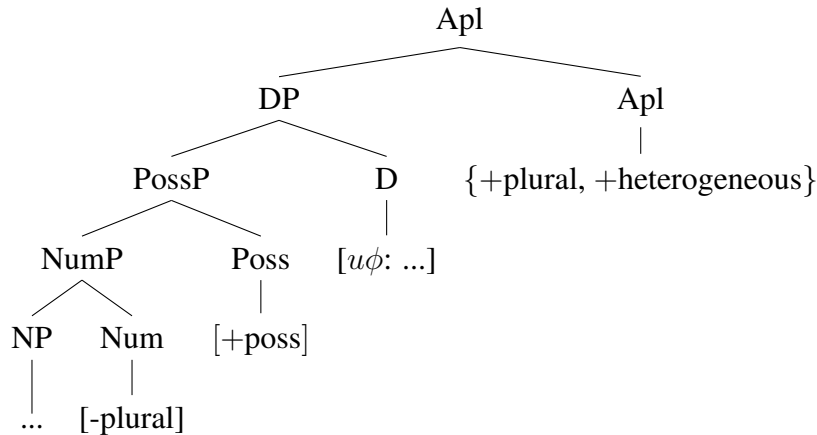 Apl
DP Apl
PossP D {+plural, +heterogeneous}
NumP Poss [uϕ: ...]
NP Num [+poss]
... [-plural]